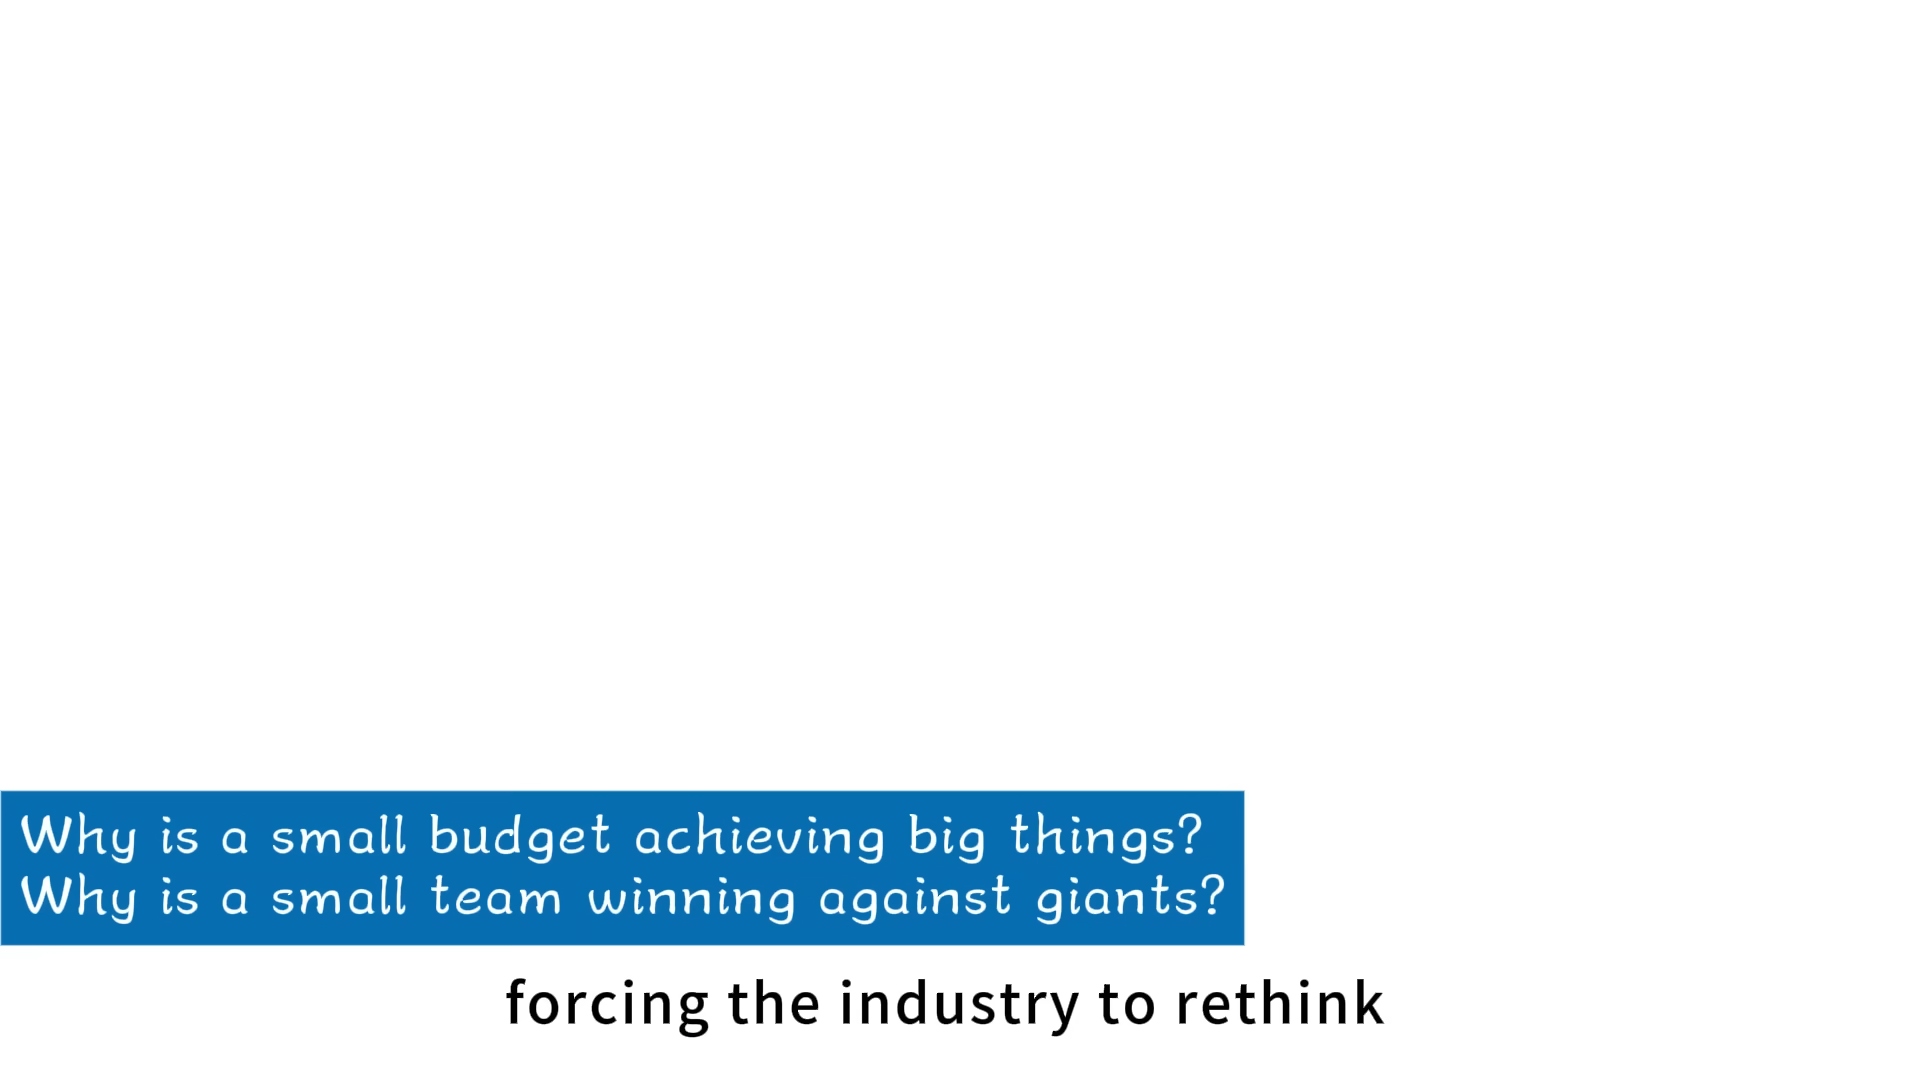 Why is a small budget achieving big things?
Why is a small team winning against giants?
forcing the industry to rethink